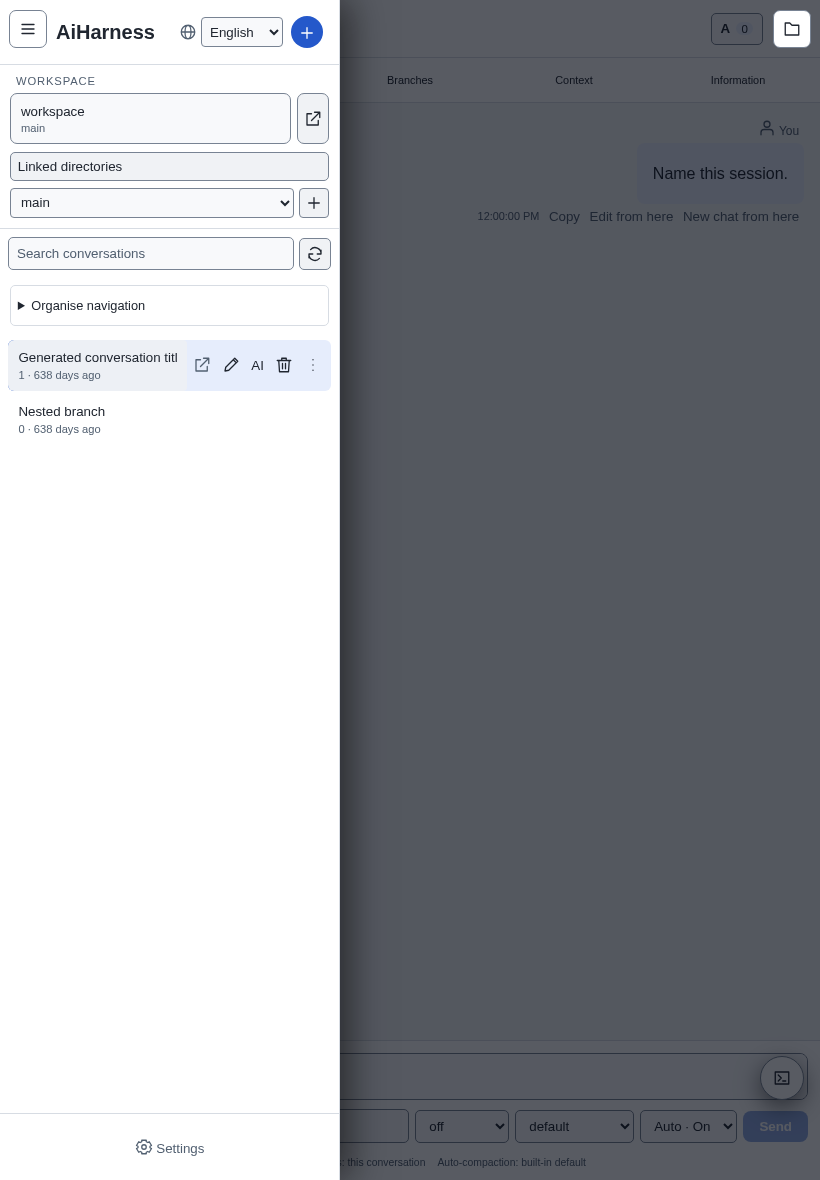 AiHarness
English
A 0
Branches
Context
Information
WORKSPACE
workspace
main
Linked directories
main
Search conversations
Organise navigation
Generated conversation titl
1 · 638 days ago
AI
Nested branch
0 · 638 days ago
You
Name this session.
12:00:00 PM Copy Edit from here New chat from here
off
default
Auto · On
Send
: this conversation Auto-compaction: built-in default
Settings